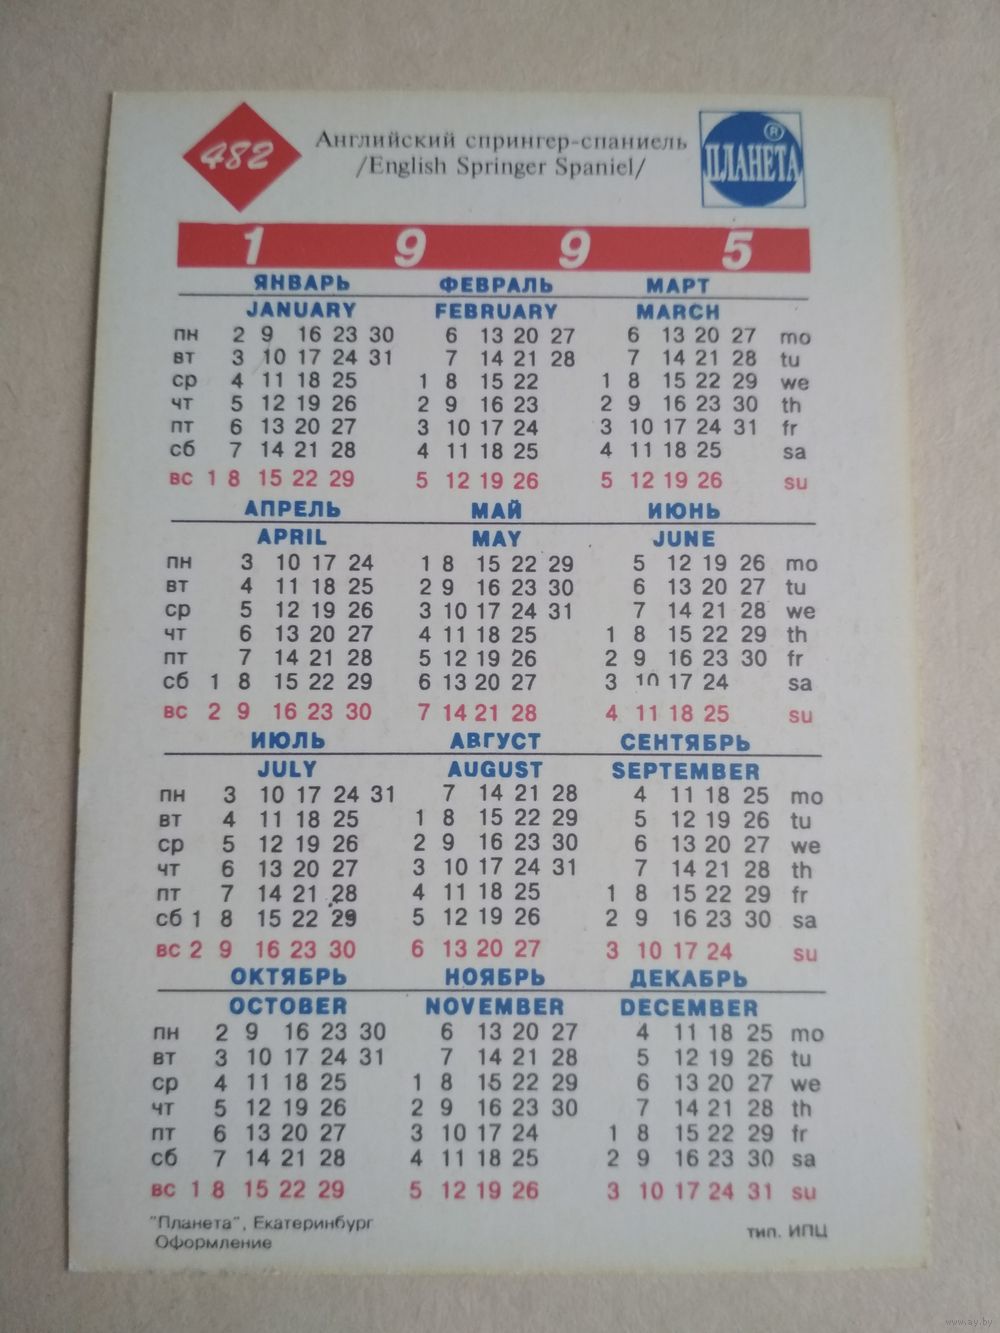 482
Английский спрингер-спаниель
/English Springer Spaniel/
® ПЛАНЕТА
1 9 9 5
ЯНВАРЬ ФЕВРАЛЬ МАРТ
JANUARY FEBRUARY MARCH
пн 2 9 16 23 30 6 13 20 27 6 13 20 27 mo
вт 3 10 17 24 31 7 14 21 28 7 14 21 28 tu
ср 4 11 18 25 1 8 15 22 1 8 15 22 29 we
чт 5 12 19 26 2 9 16 23 2 9 16 23 30 th
пт 6 13 20 27 3 10 17 24 3 10 17 24 31 fr
сб 7 14 21 28 4 11 18 25 4 11 18 25 sa
вс 1 8 15 22 29 5 12 19 26 5 12 19 26 su
АПРЕЛЬ МАЙ ИЮНЬ
APRIL MAY JUNE
пн 3 10 17 24 1 8 15 22 29 5 12 19 26 mo
вт 4 11 18 25 2 9 16 23 30 6 13 20 27 tu
ср 5 12 19 26 3 10 17 24 31 7 14 21 28 we
чт 6 13 20 27 4 11 18 25 1 8 15 22 29 th
пт 7 14 21 28 5 12 19 26 2 9 16 23 30 fr
сб 1 8 15 22 29 6 13 20 27 3 10 17 24 sa
вс 2 9 16 23 30 7 14 21 28 4 11 18 25 su
ИЮЛЬ АВГУСТ СЕНТЯБРЬ
JULY AUGUST SEPTEMBER
пн 3 10 17 24 31 7 14 21 28 4 11 18 25 mo
вт 4 11 18 25 1 8 15 22 29 5 12 19 26 tu
ср 5 12 19 26 2 9 16 23 30 6 13 20 27 we
чт 6 13 20 27 3 10 17 24 31 7 14 21 28 th
пт 7 14 21 28 4 11 18 25 1 8 15 22 29 fr
сб 1 8 15 22 29 5 12 19 26 2 9 16 23 30 sa
вс 2 9 16 23 30 6 13 20 27 3 10 17 24 su
ОКТЯБРЬ НОЯБРЬ ДЕКАБРЬ
OCTOBER NOVEMBER DECEMBER
пн 2 9 16 23 30 6 13 20 27 4 11 18 25 mo
вт 3 10 17 24 31 7 14 21 28 5 12 19 26 tu
ср 4 11 18 25 1 8 15 22 29 6 13 20 27 we
чт 5 12 19 26 2 9 16 23 30 7 14 21 28 th
пт 6 13 20 27 3 10 17 24 1 8 15 22 29 fr
сб 7 14 21 28 4 11 18 25 2 9 16 23 30 sa
вс 1 8 15 22 29 5 12 19 26 3 10 17 24 31 su
"Планета", Екатеринбург
Оформление
тип. ИПЦ
www.ay.by